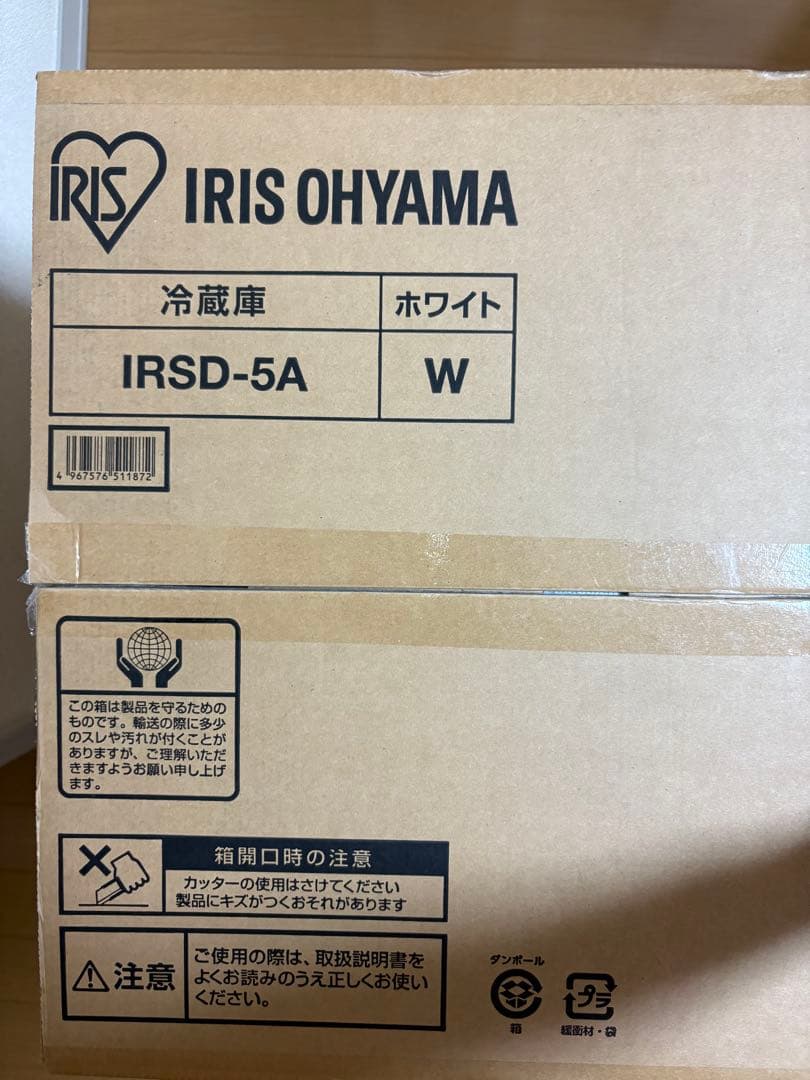 IRIS
IRIS OHYAMA
冷蔵庫
ホワイト
IRSD-5A
W
4 967576 511872
この箱は製品を守るための
ものです。輸送の際に多少
のスレや汚れが付くことが
ありますが、ご理解いただ
きますようお願い申し上げ
ます。
箱開口時の注意
カッターの使用はさけてください
製品にキズがつくおそれがあります
注意
ご使用の際は、取扱説明書を
よくお読みのうえ正しくお使い
ください。
ダンボール
箱
プラ
緩衝材・袋